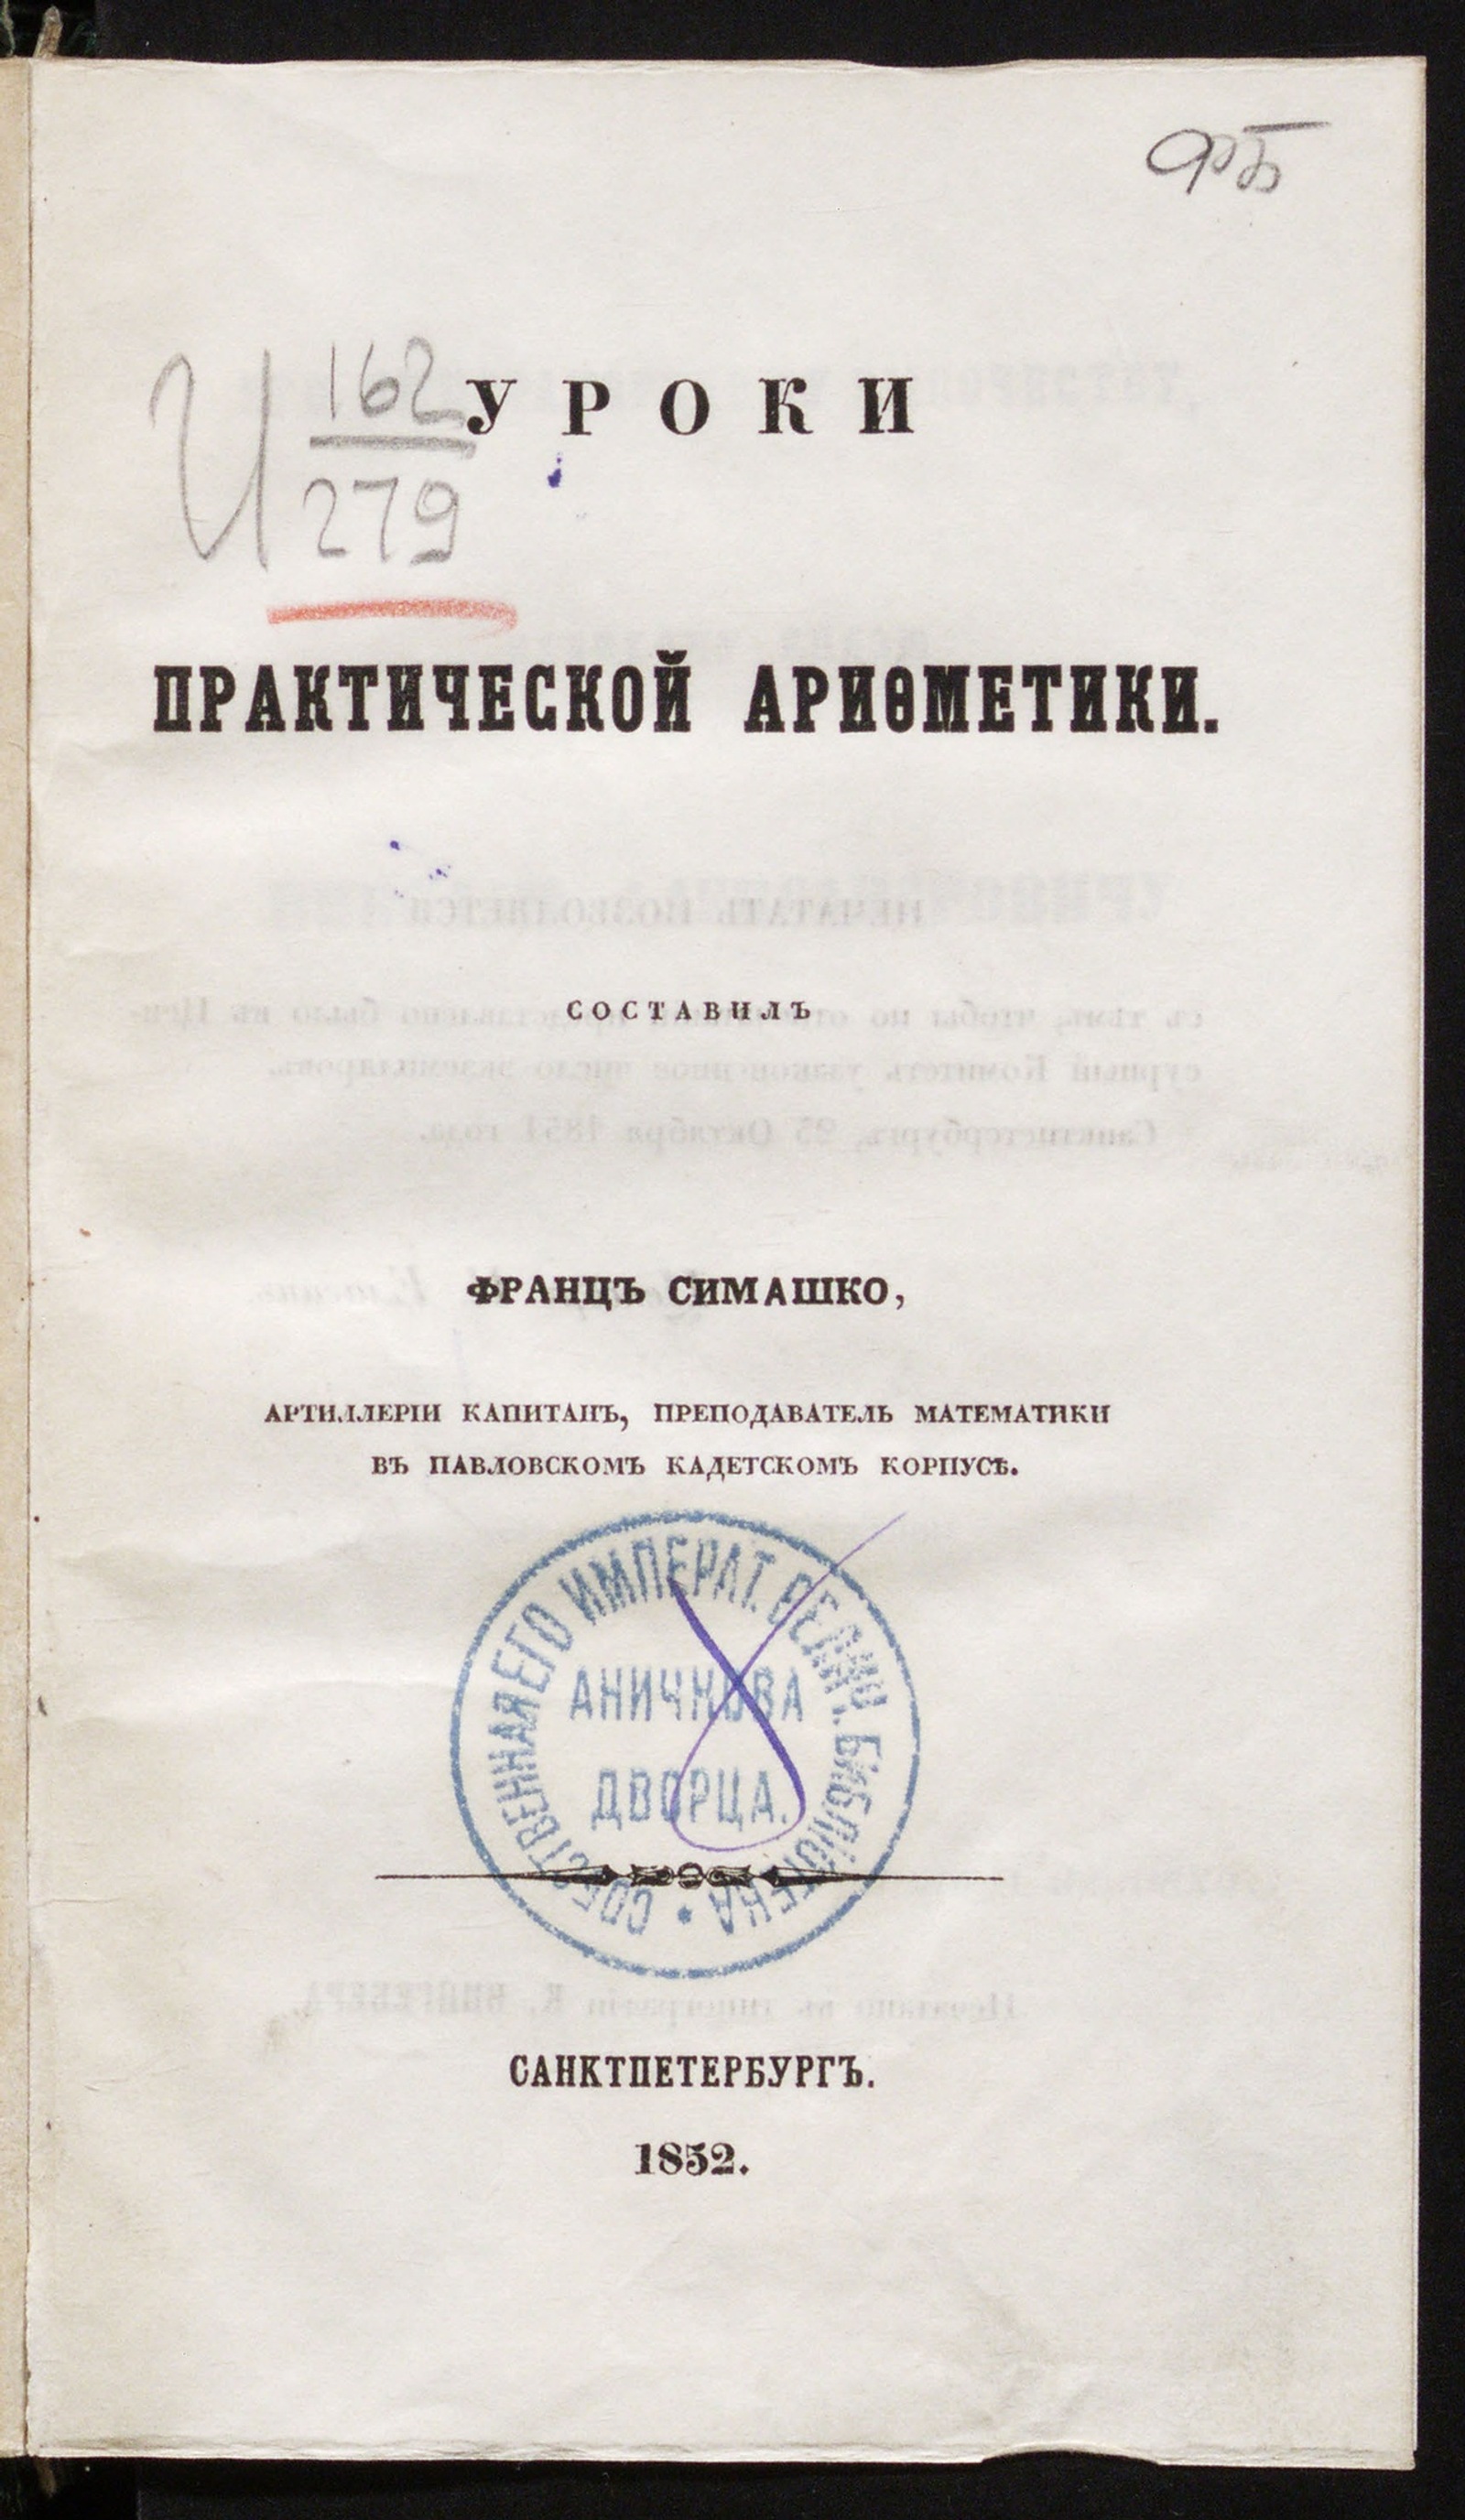 ФБ
И 162
279
УРОКИ
ПРАКТИЧЕСКОЙ АРИѲМЕТИКИ.
СОСТАВИЛЪ
ФРАНЦЪ СИМАШКО,
АРТИЛЛЕРІИ КАПИТАНЪ, ПРЕПОДАВАТЕЛЬ МАТЕМАТИКИ
ВЪ ПАВЛОВСКОМЪ КАДЕТСКОМЪ КОРПУСѢ.
СОБСТВЕННАЯ ЕГО ИМПЕРАТ. ВЕЛИЧ. БИБЛІОТЕКА
АНИЧКОВА
ДВОРЦА.
САНКТПЕТЕРБУРГЪ.
1852.